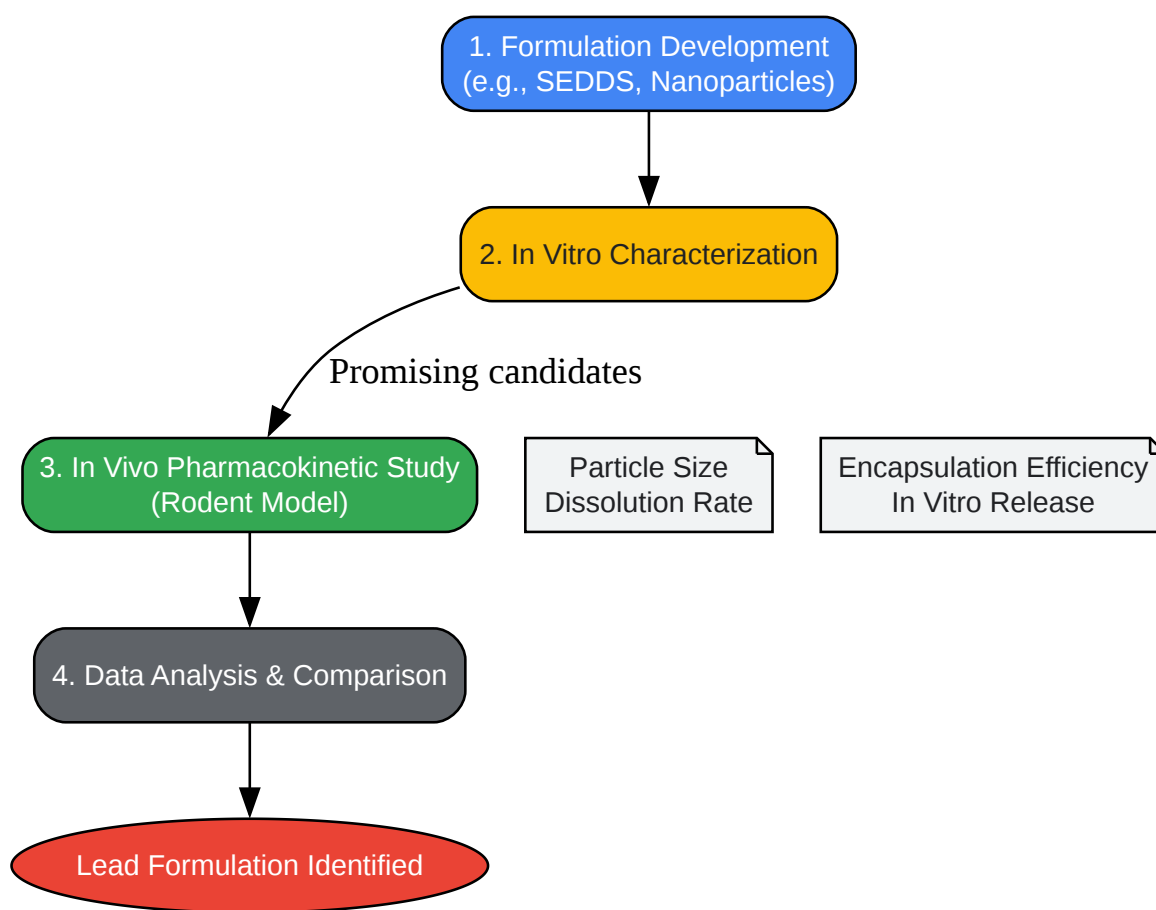 1. Formulation Development
(e.g., SEDDS, Nanoparticles)
2. In Vitro Characterization
Promising candidates
3. In Vivo Pharmacokinetic Study
(Rodent Model)
Particle Size
Dissolution Rate
Encapsulation Efficiency
In Vitro Release
4. Data Analysis & Comparison
Lead Formulation Identified